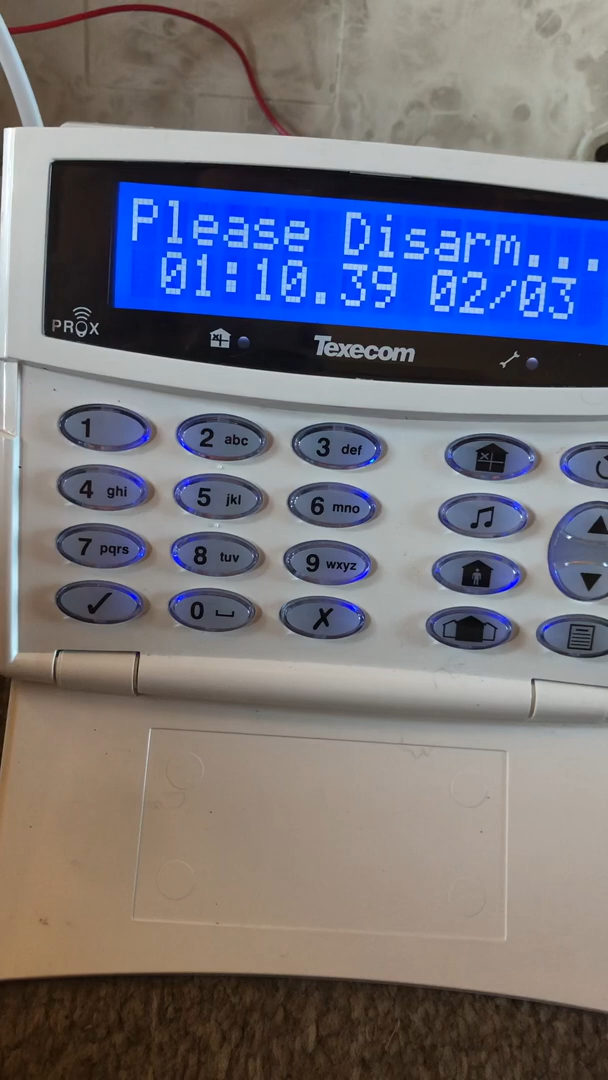 Please Disarm...
01:10.39 02/03
PROX
Texecom
1
2 abc
3 def
4 ghi
5 jkl
6 mno
7 pqrs
8 tuv
9 wxyz
0